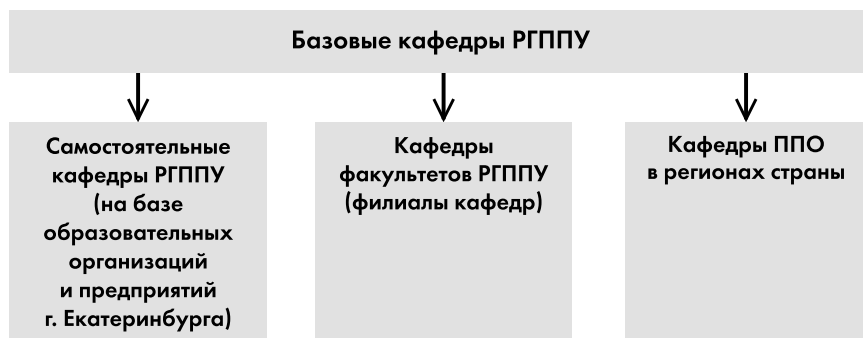 Базовые кафедры РГППУ
Самостоятельные
кафедры РГППУ
(на базе
образовательных
организаций
и предприятий
г. Екатеринбурга)
Кафедры
факультетов РГППУ
(филиалы кафедр)
Кафедры ППО
в регионах страны